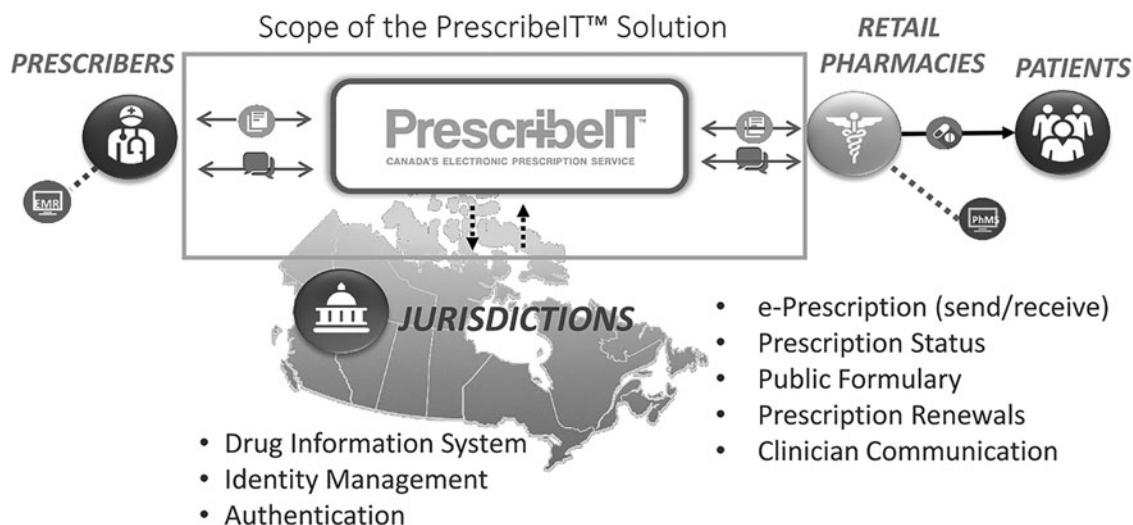 Scope of the PrescribeIT™ Solution
PRESCRIBERS
RETAIL
PHARMACIES
PATIENTS
PrescribeIT™
CANADA'S ELECTRONIC PRESCRIPTION SERVICE
EMR
PhMS
JURISDICTIONS
• e-Prescription (send/receive)
• Prescription Status
• Public Formulary
• Prescription Renewals
• Clinician Communication
• Drug Information System
• Identity Management
• Authentication